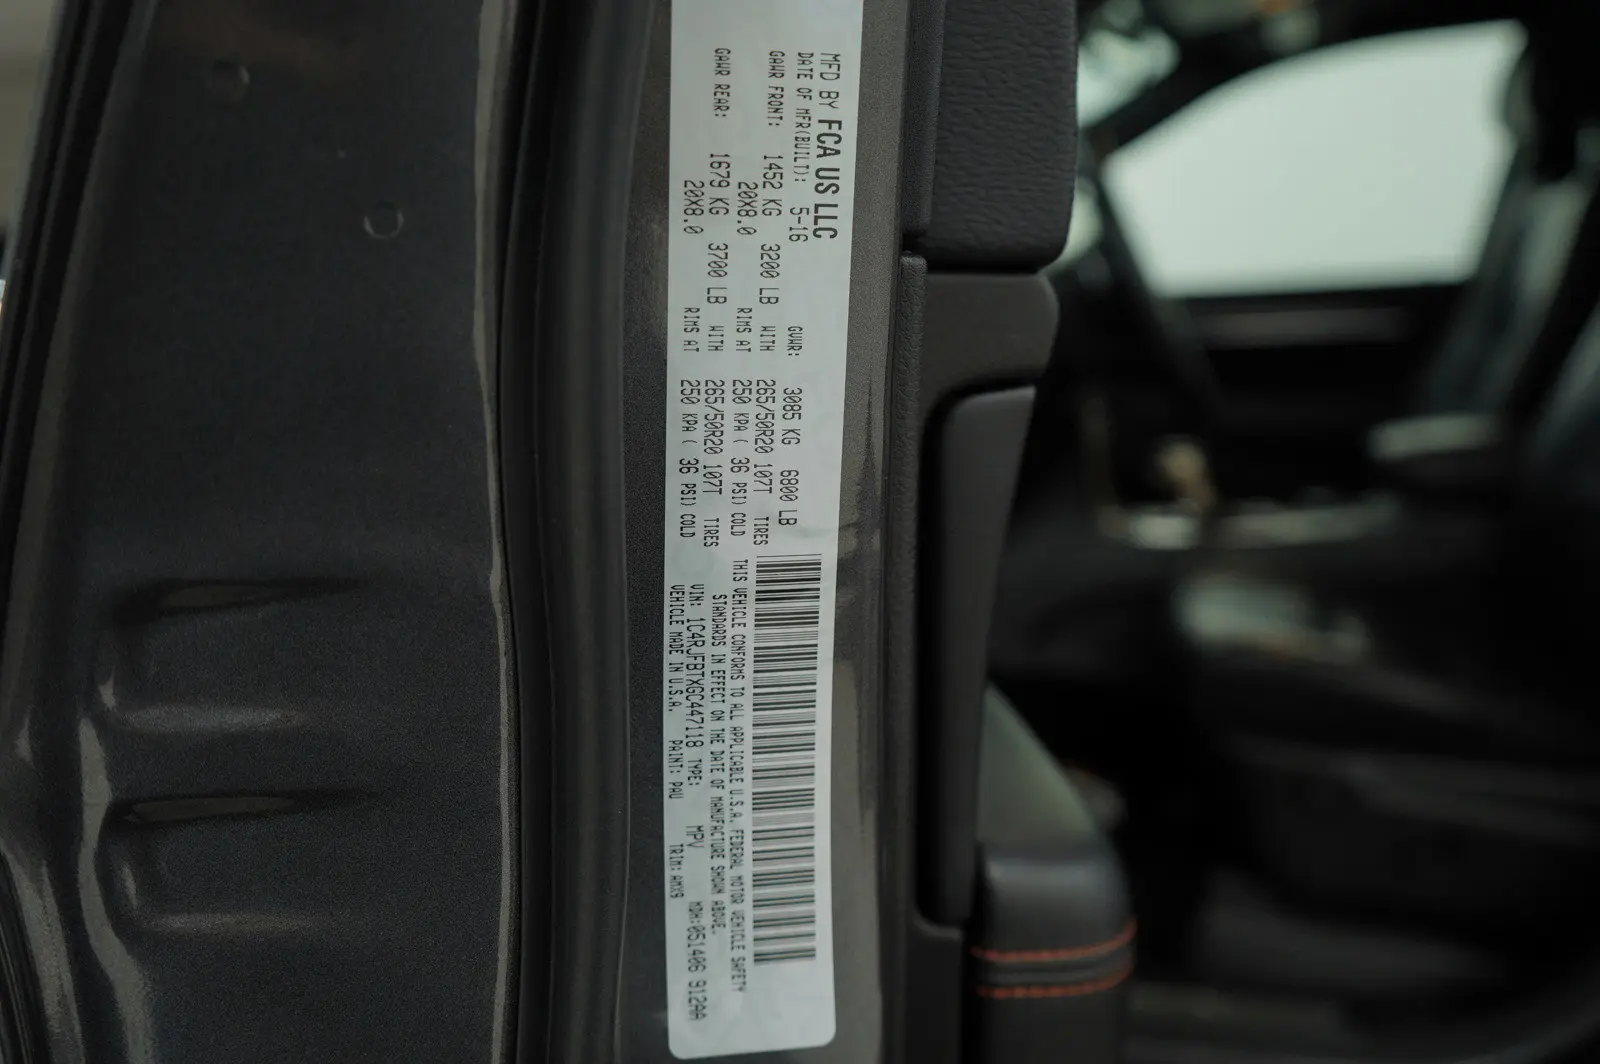 MFD BY FCA US LLC
DATE OF MFR(BUILT): 5-16 GVWR: 3085 KG 6800 LB
GAWR FRONT: 1452 KG 3200 LB WITH 265/50R20 107T TIRES
20X8.0 RIMS AT 250 KPA ( 36 PSI) COLD
GAWR REAR: 1679 KG 3700 LB WITH 265/50R20 107T TIRES
20X8.0 RIMS AT 250 KPA ( 36 PSI) COLD
THIS VEHICLE CONFORMS TO ALL APPLICABLE U.S.A. FEDERAL MOTOR VEHICLE SAFETY
STANDARDS IN EFFECT ON THE DATE OF MANUFACTURE SHOWN ABOVE.
VIN: 1C4RJFBTXGC447118 TYPE: MPV MDH:051406 912AA
VEHICLE MADE IN U.S.A. PAINT: PAU TRIM: AMX9